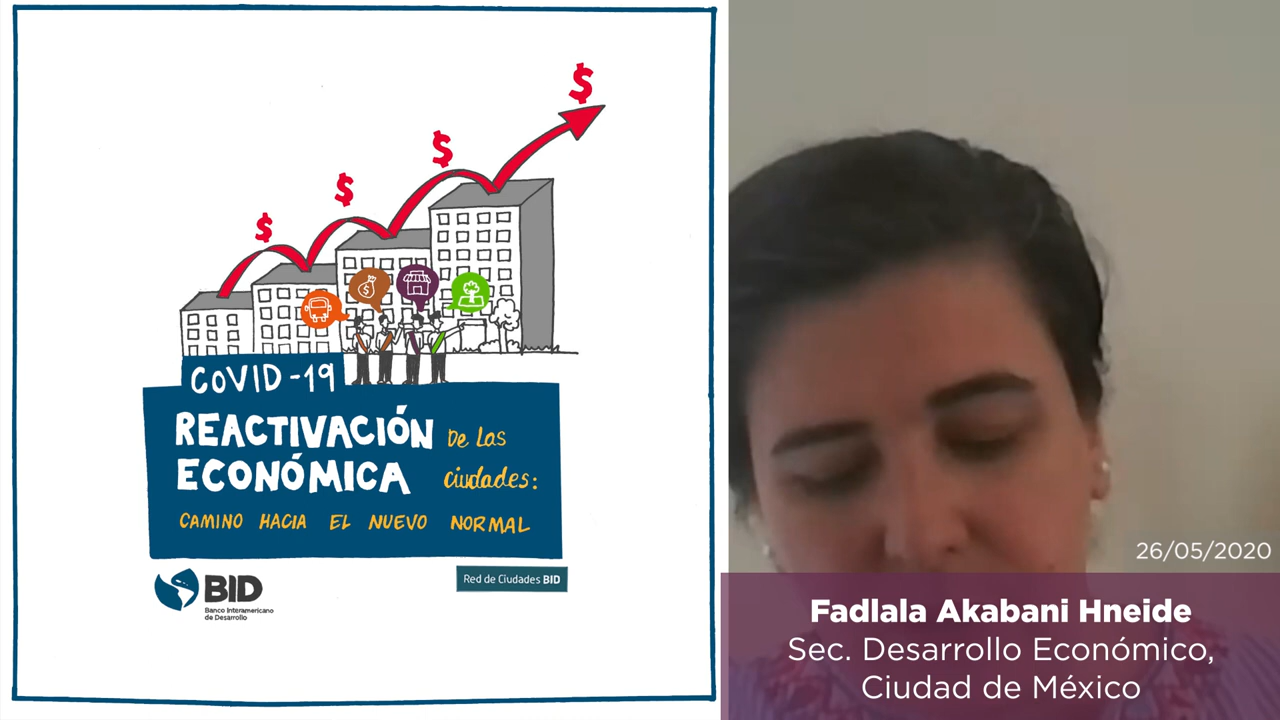 $
$
$
$
COVID-19
REACTIVACIÓN De Las
ECONÓMICA ciudades:
CAMINO HACIA EL NUEVO NORMAL
BID
Banco Interamericano
de Desarrollo
Red de Ciudades BID
26/05/2020
Fadlala Akabani Hneide
Sec. Desarrollo Económico,
Ciudad de México